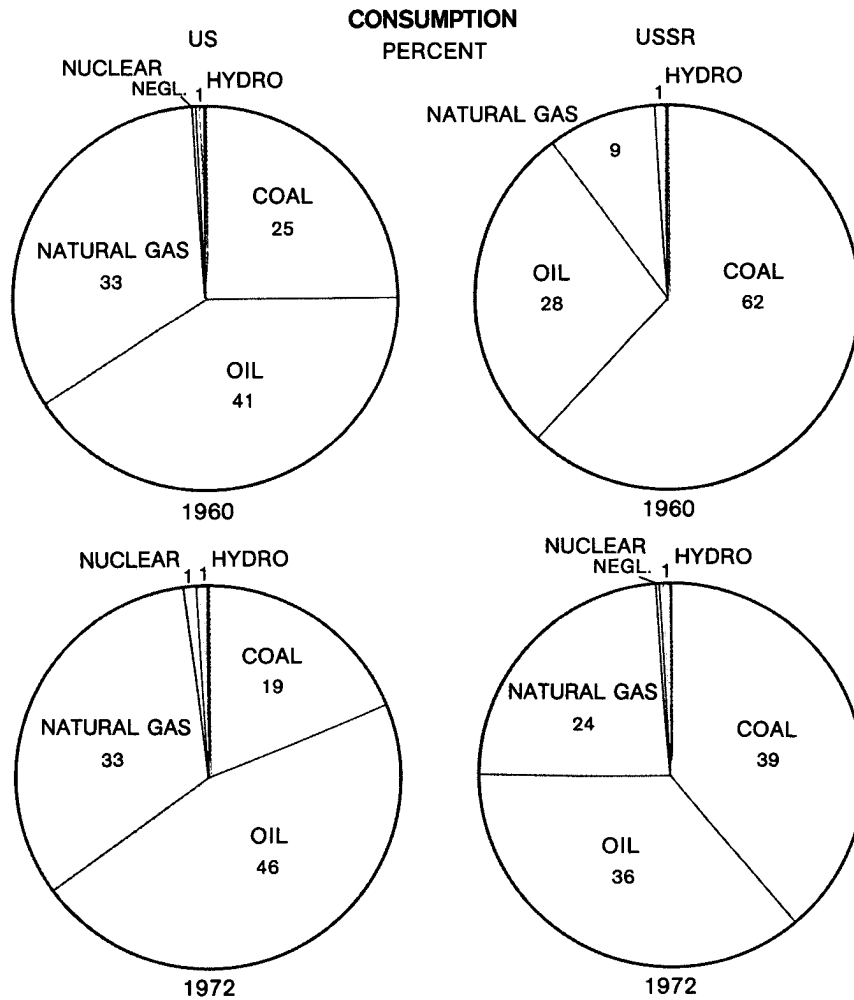 CONSUMPTION
PERCENT
US
NUCLEAR
NEGL. 1 HYDRO
COAL
25
NATURAL GAS
33
OIL
41
1960
USSR
1 HYDRO
NATURAL GAS
9
COAL
62
OIL
28
1960
NUCLEAR 1 1 HYDRO
COAL
19
NATURAL GAS
33
OIL
46
1972
NUCLEAR
NEGL. 1 HYDRO
NATURAL GAS
24
COAL
39
OIL
36
1972